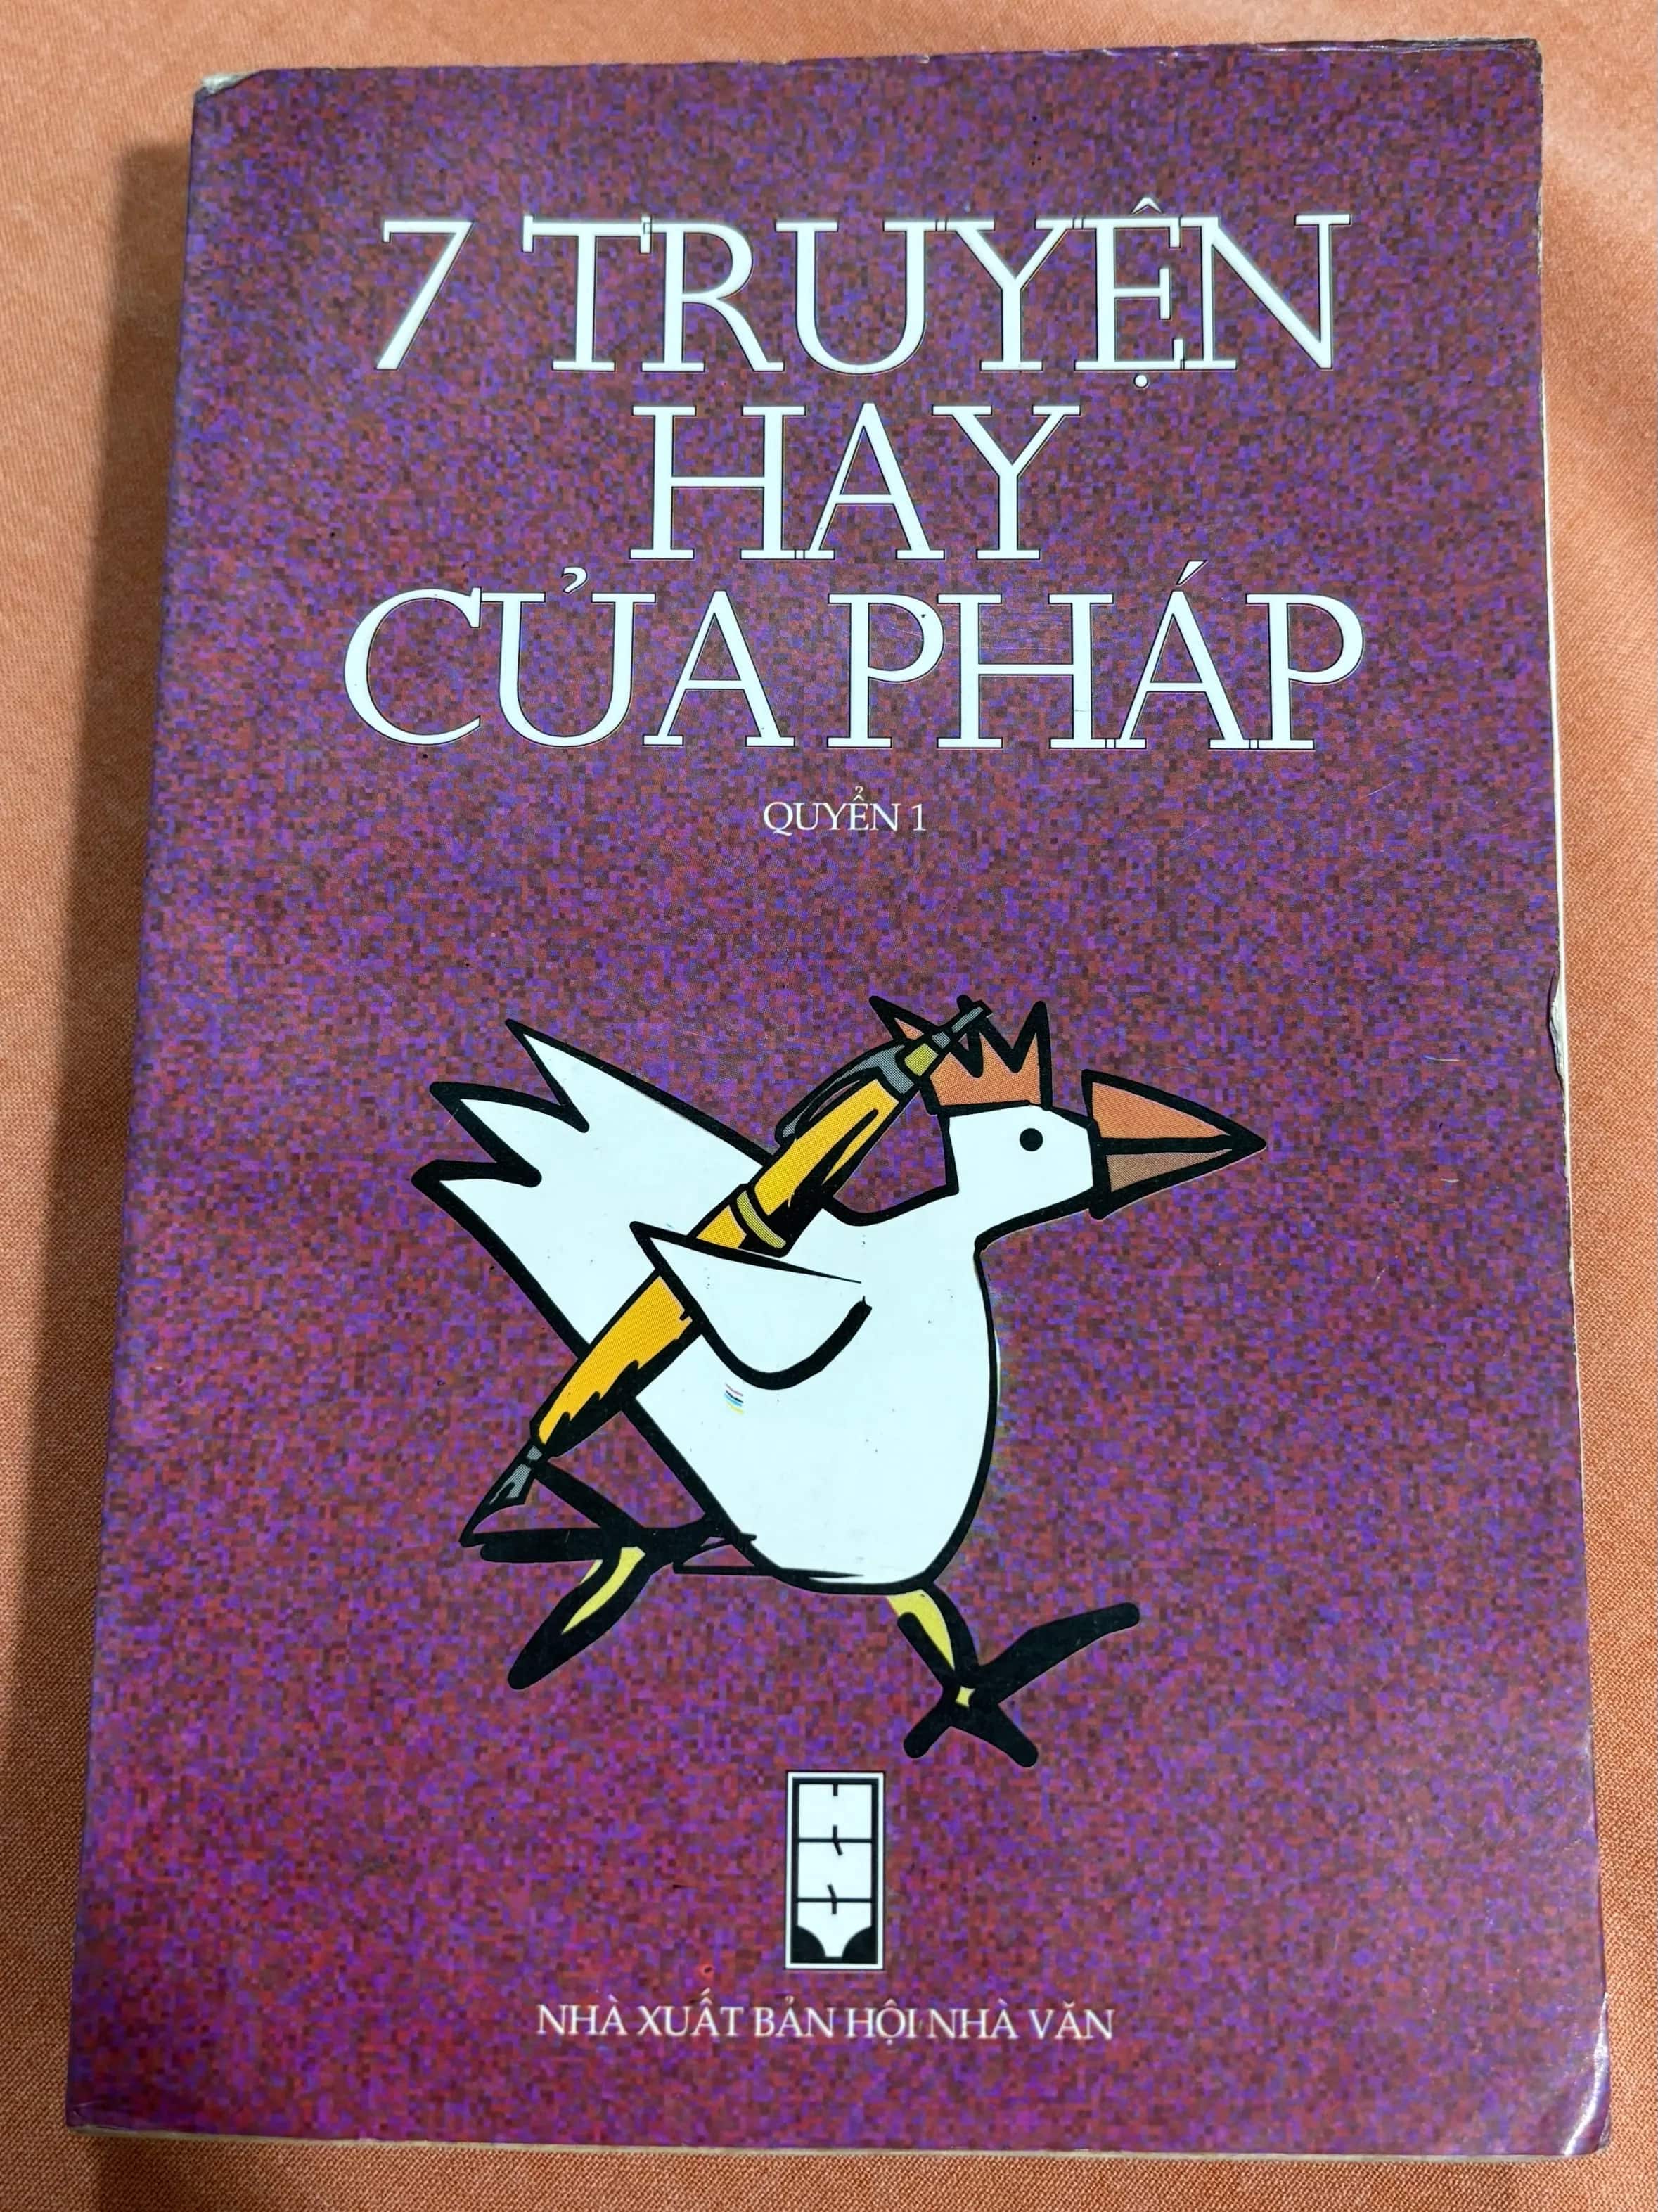 7 TRUYỆN
HAY
CỦA PHÁP
QUYỂN 1
NHÀ XUẤT BẢN HỘI NHÀ VĂN